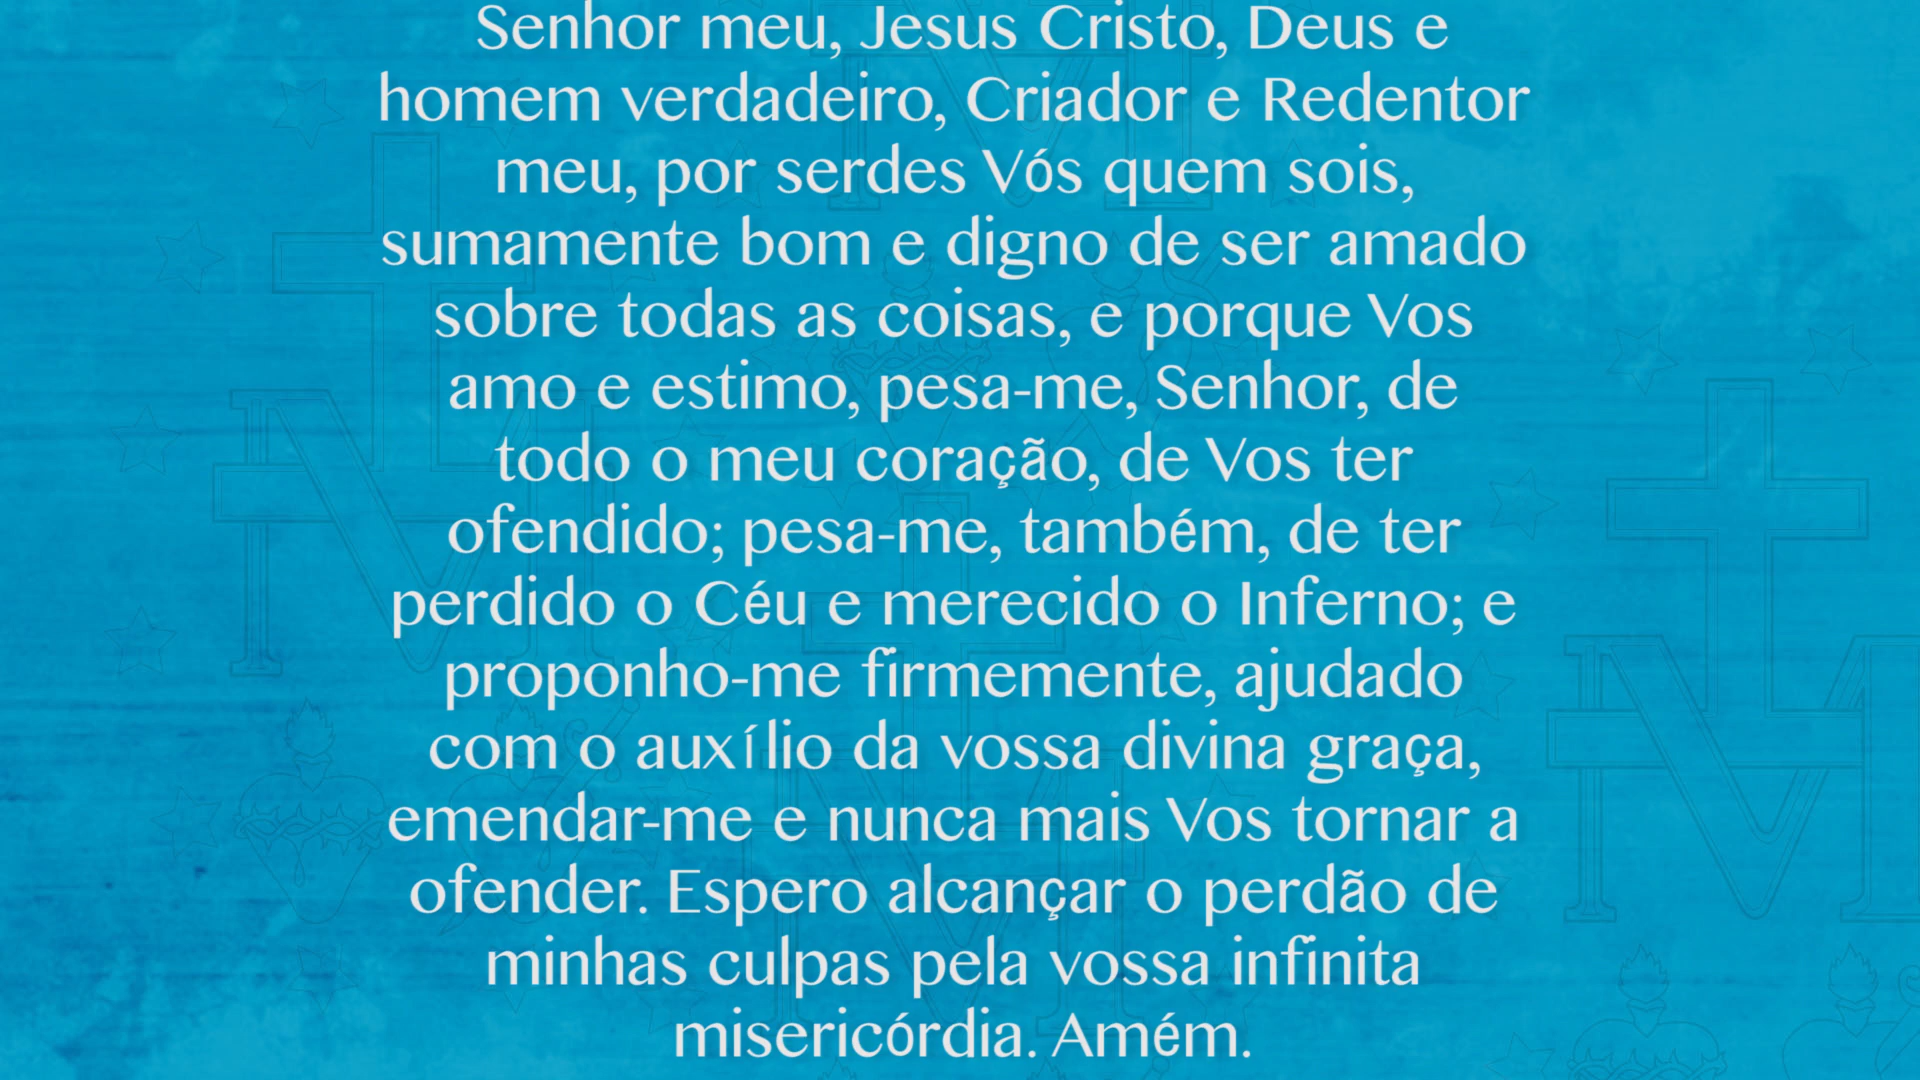 Senhor meu, Jesus Cristo, Deus e
homem verdadeiro, Criador e Redentor
meu, por serdes Vós quem sois,
sumamente bom e digno de ser amado
sobre todas as coisas, e porque Vos
amo e estimo, pesa-me, Senhor, de
todo o meu coração, de Vos ter
ofendido; pesa-me, também, de ter
perdido o Céu e merecido o Inferno; e
proponho-me firmemente, ajudado
com o auxílio da vossa divina graça,
emendar-me e nunca mais Vos tornar a
ofender. Espero alcançar o perdão de
minhas culpas pela vossa infinita
misericórdia. Amém.